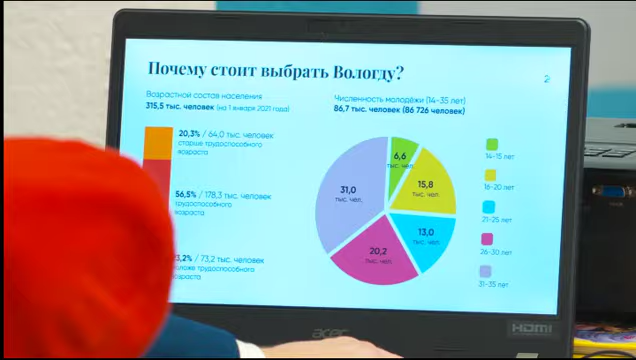 Почему стоит выбрать Вологду?
2
Возрастной состав населения
315,5 тыс. человек (на 1 января 2021 года)
Численность молодёжи (14-35 лет)
86,7 тыс. человек (86 726 человек)
20,3% / 64,0 тыс. человек
старше трудоспособного
возраста
56,5% / 178,3 тыс. человек
трудоспособного
возраста
3,2% / 73,2 тыс. человек
моложе трудоспособного
возраста
6,6
тыс. чел.
15,8
тыс. чел.
13,0
тыс. чел.
20,2
тыс. чел.
31,0
тыс. чел.
14-15 лет
16-20 лет
21-25 лет
26-30 лет
31-35 лет
acer
HDMI